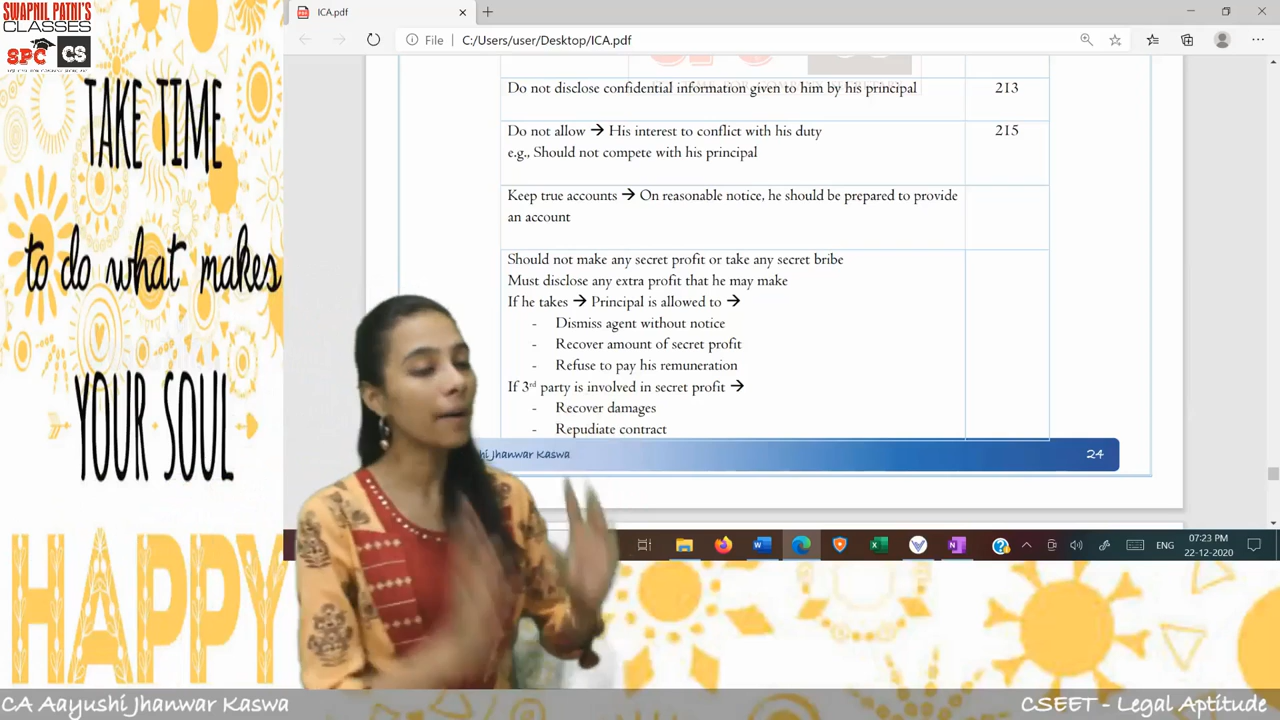 SWAPNIL PATNI'S
CLASSES
SPC CS
TAKE TIME
to do what makes
YOUR SOUL
HAPPY
ICA.pdf
File C:/Users/user/Desktop/ICA.pdf
Do not disclose confidential information given to him by his principal 213
Do not allow → His interest to conflict with his duty 215
e.g., Should not compete with his principal
Keep true accounts → On reasonable notice, he should be prepared to provide
an account
Should not make any secret profit or take any secret bribe
Must disclose any extra profit that he may make
If he takes → Principal is allowed to →
- Dismiss agent without notice
- Recover amount of secret profit
- Refuse to pay his remuneration
If 3rd party is involved in secret profit →
- Recover damages
- Repudiate contract
hi Jhanwar Kaswa 24
ENG 07:23 PM
22-12-2020
CA Aayushi Jhanwar Kaswa CSEET - Legal Aptitude